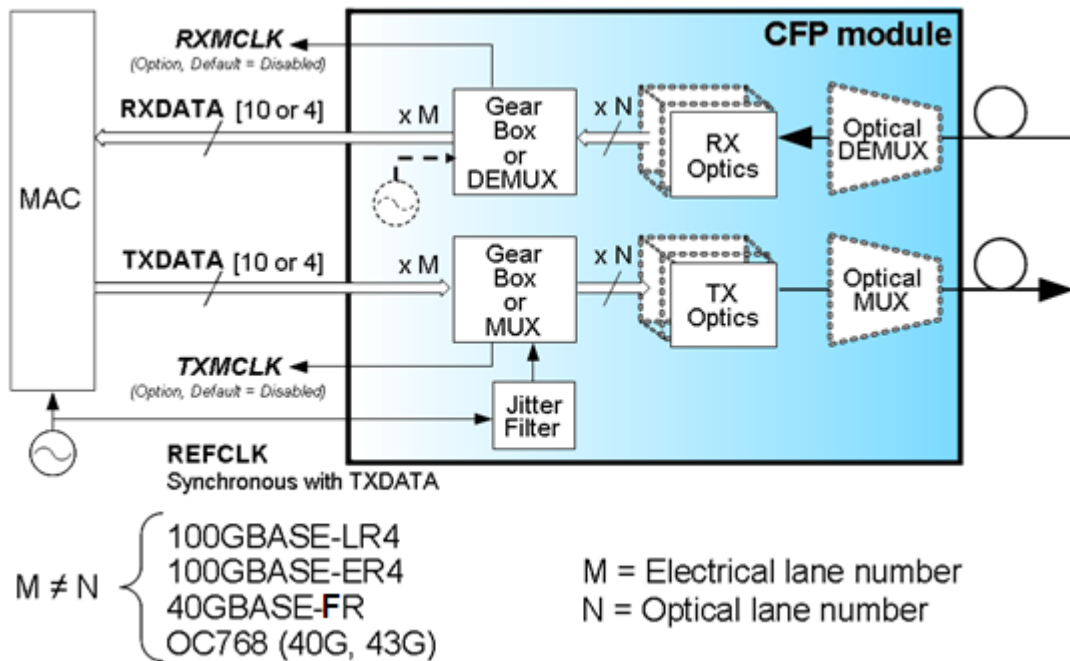 CFP module
RXMCLK
(Option, Default = Disabled)
RXDATA [10 or 4]
x M
Gear
Box
or
DEMUX
x N
RX
Optics
Optical
DEMUX
MAC
TXDATA [10 or 4]
x M
Gear
Box
or
MUX
x N
TX
Optics
Optical
MUX
TXMCLK
(Option, Default = Disabled)
Jitter
Filter
REFCLK
Synchronous with TXDATA
M ≠ N
100GBASE-LR4
100GBASE-ER4
40GBASE-FR
OC768 (40G, 43G)
M = Electrical lane number
N = Optical lane number